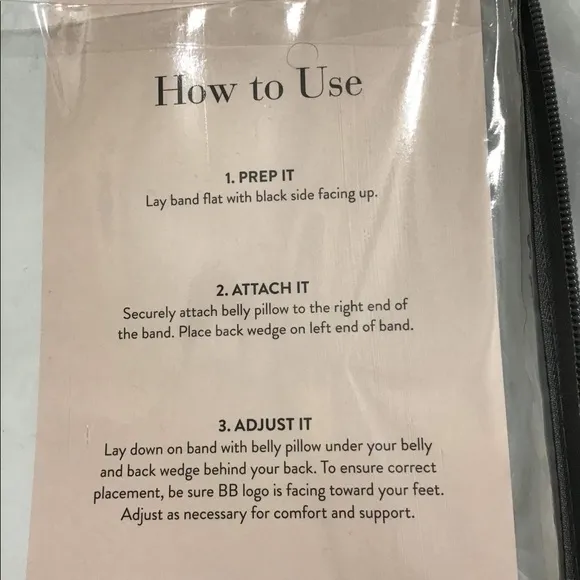 How to Use
1. PREP IT
Lay band flat with black side facing up.
2. ATTACH IT
Securely attach belly pillow to the right end of
the band. Place back wedge on left end of band.
3. ADJUST IT
Lay down on band with belly pillow under your belly
and back wedge behind your back. To ensure correct
placement, be sure BB logo is facing toward your feet.
Adjust as necessary for comfort and support.